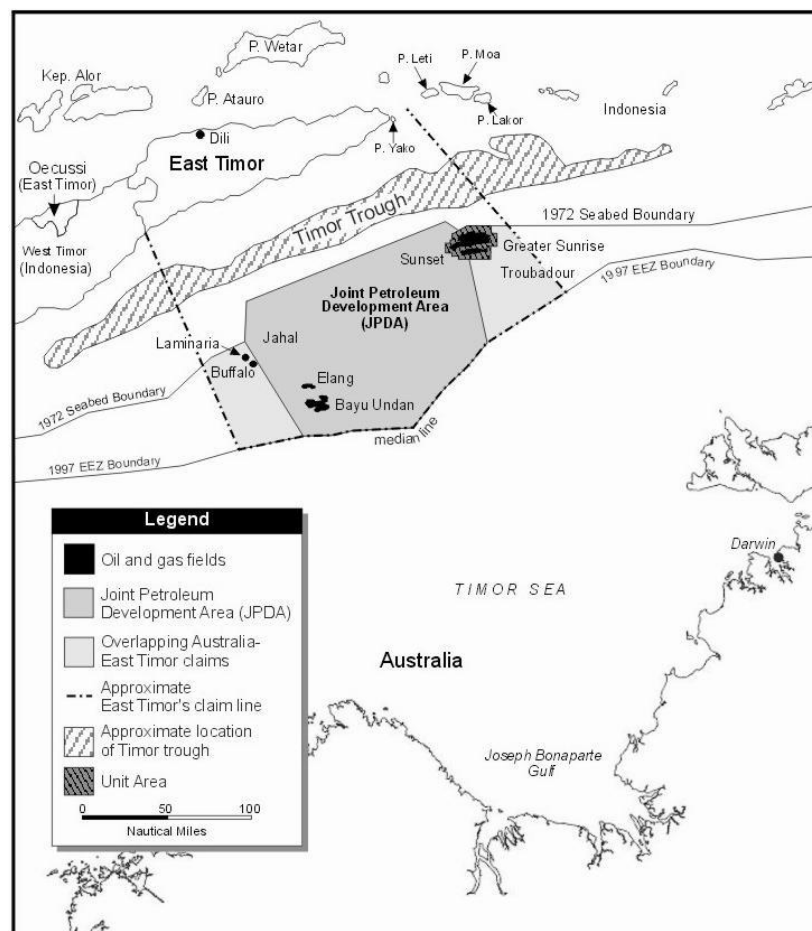 P. Wetar
P. Leti
P. Moa
Kep. Alor
P. Atauro
P. Lakor
Indonesia
Dili
P. Yako
East Timor
Oecussi
(East Timor)
West Timor
(Indonesia)
Timor Trough
1972 Seabed Boundary
Greater Sunrise
Sunset
Troubadour
1997 EEZ Boundary
Joint Petroleum
Development Area
(JPDA)
Laminaria
Jahal
Buffalo
Elang
Bayu Undan
median line
1972 Seabed Boundary
1997 EEZ Boundary
Legend
Oil and gas fields
Joint Petroleum
Development Area (JPDA)
Overlapping Australia-
East Timor claims
Approximate
East Timor's claim line
Approximate location
of Timor trough
Unit Area
0 50 100
Nautical Miles
Darwin
TIMOR SEA
Australia
Joseph Bonaparte
Gulf